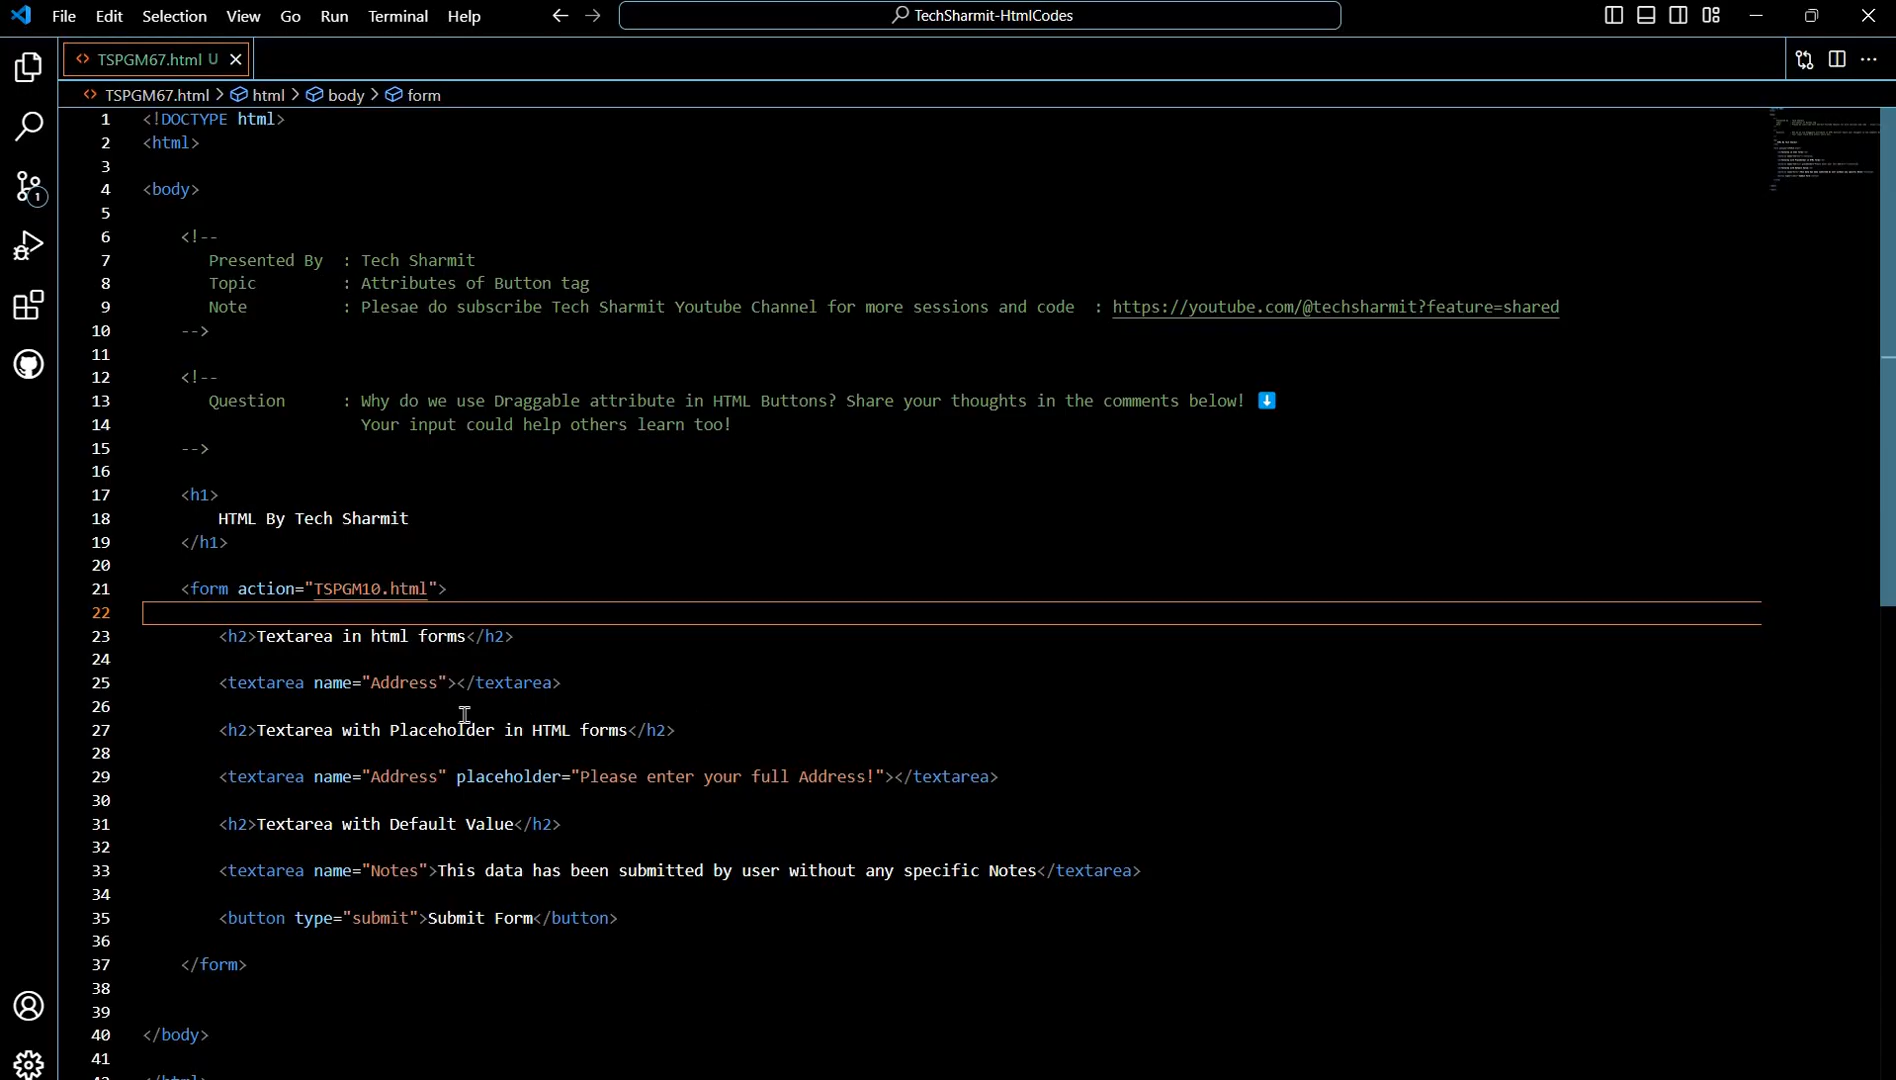 File Edit Selection View Go Run Terminal Help TechSharmit-HtmlCodes
TSPGM67.html U
TSPGM67.html > html > body > form
1 <!DOCTYPE html>
2 <html>
3
4 <body>
5
6 <!--
7 Presented By : Tech Sharmit
8 Topic : Attributes of Button tag
9 Note : Plesae do subscribe Tech Sharmit Youtube Channel for more sessions and code : https://youtube.com/@techsharmit?feature=shared
10 -->
11
12 <!--
13 Question : Why do we use Draggable attribute in HTML Buttons? Share your thoughts in the comments below! ⬇️
14 Your input could help others learn too!
15 -->
16
17 <h1>
18 HTML By Tech Sharmit
19 </h1>
20
21 <form action="TSPGM10.html">
22
23 <h2>Textarea in html forms</h2>
24
25 <textarea name="Address"></textarea>
26
27 <h2>Textarea with Placeholder in HTML forms</h2>
28
29 <textarea name="Address" placeholder="Please enter your full Address!"></textarea>
30
31 <h2>Textarea with Default Value</h2>
32
33 <textarea name="Notes">This data has been submitted by user without any specific Notes</textarea>
34
35 <button type="submit">Submit Form</button>
36
37 </form>
38
39
40 </body>
41
1